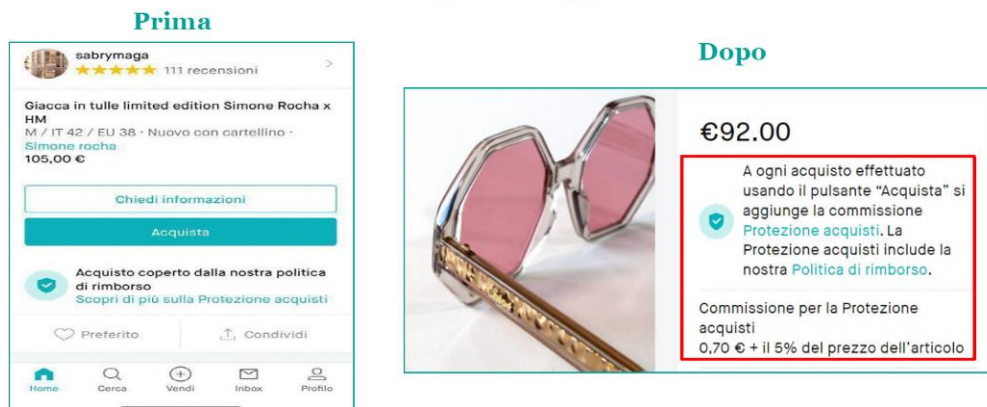 Prima
sabrymaga
111 recensioni
Giacca in tulle limited edition Simone Rocha x
HM
M / IT 42 / EU 38 · Nuovo con cartellino ·
Simone rocha
105,00 €
Chiedi informazioni
Acquista
Acquisto coperto dalla nostra politica
di rimborso
Scopri di più sulla Protezione acquisti
Preferito
Condividi
Home
Cerca
Vendi
Inbox
Profilo
Dopo
€92.00
A ogni acquisto effettuato
usando il pulsante “Acquista” si
aggiunge la commissione
Protezione acquisti. La
Protezione acquisti include la
nostra Politica di rimborso.
Commissione per la Protezione
acquisti
0,70 € + il 5% del prezzo dell'articolo